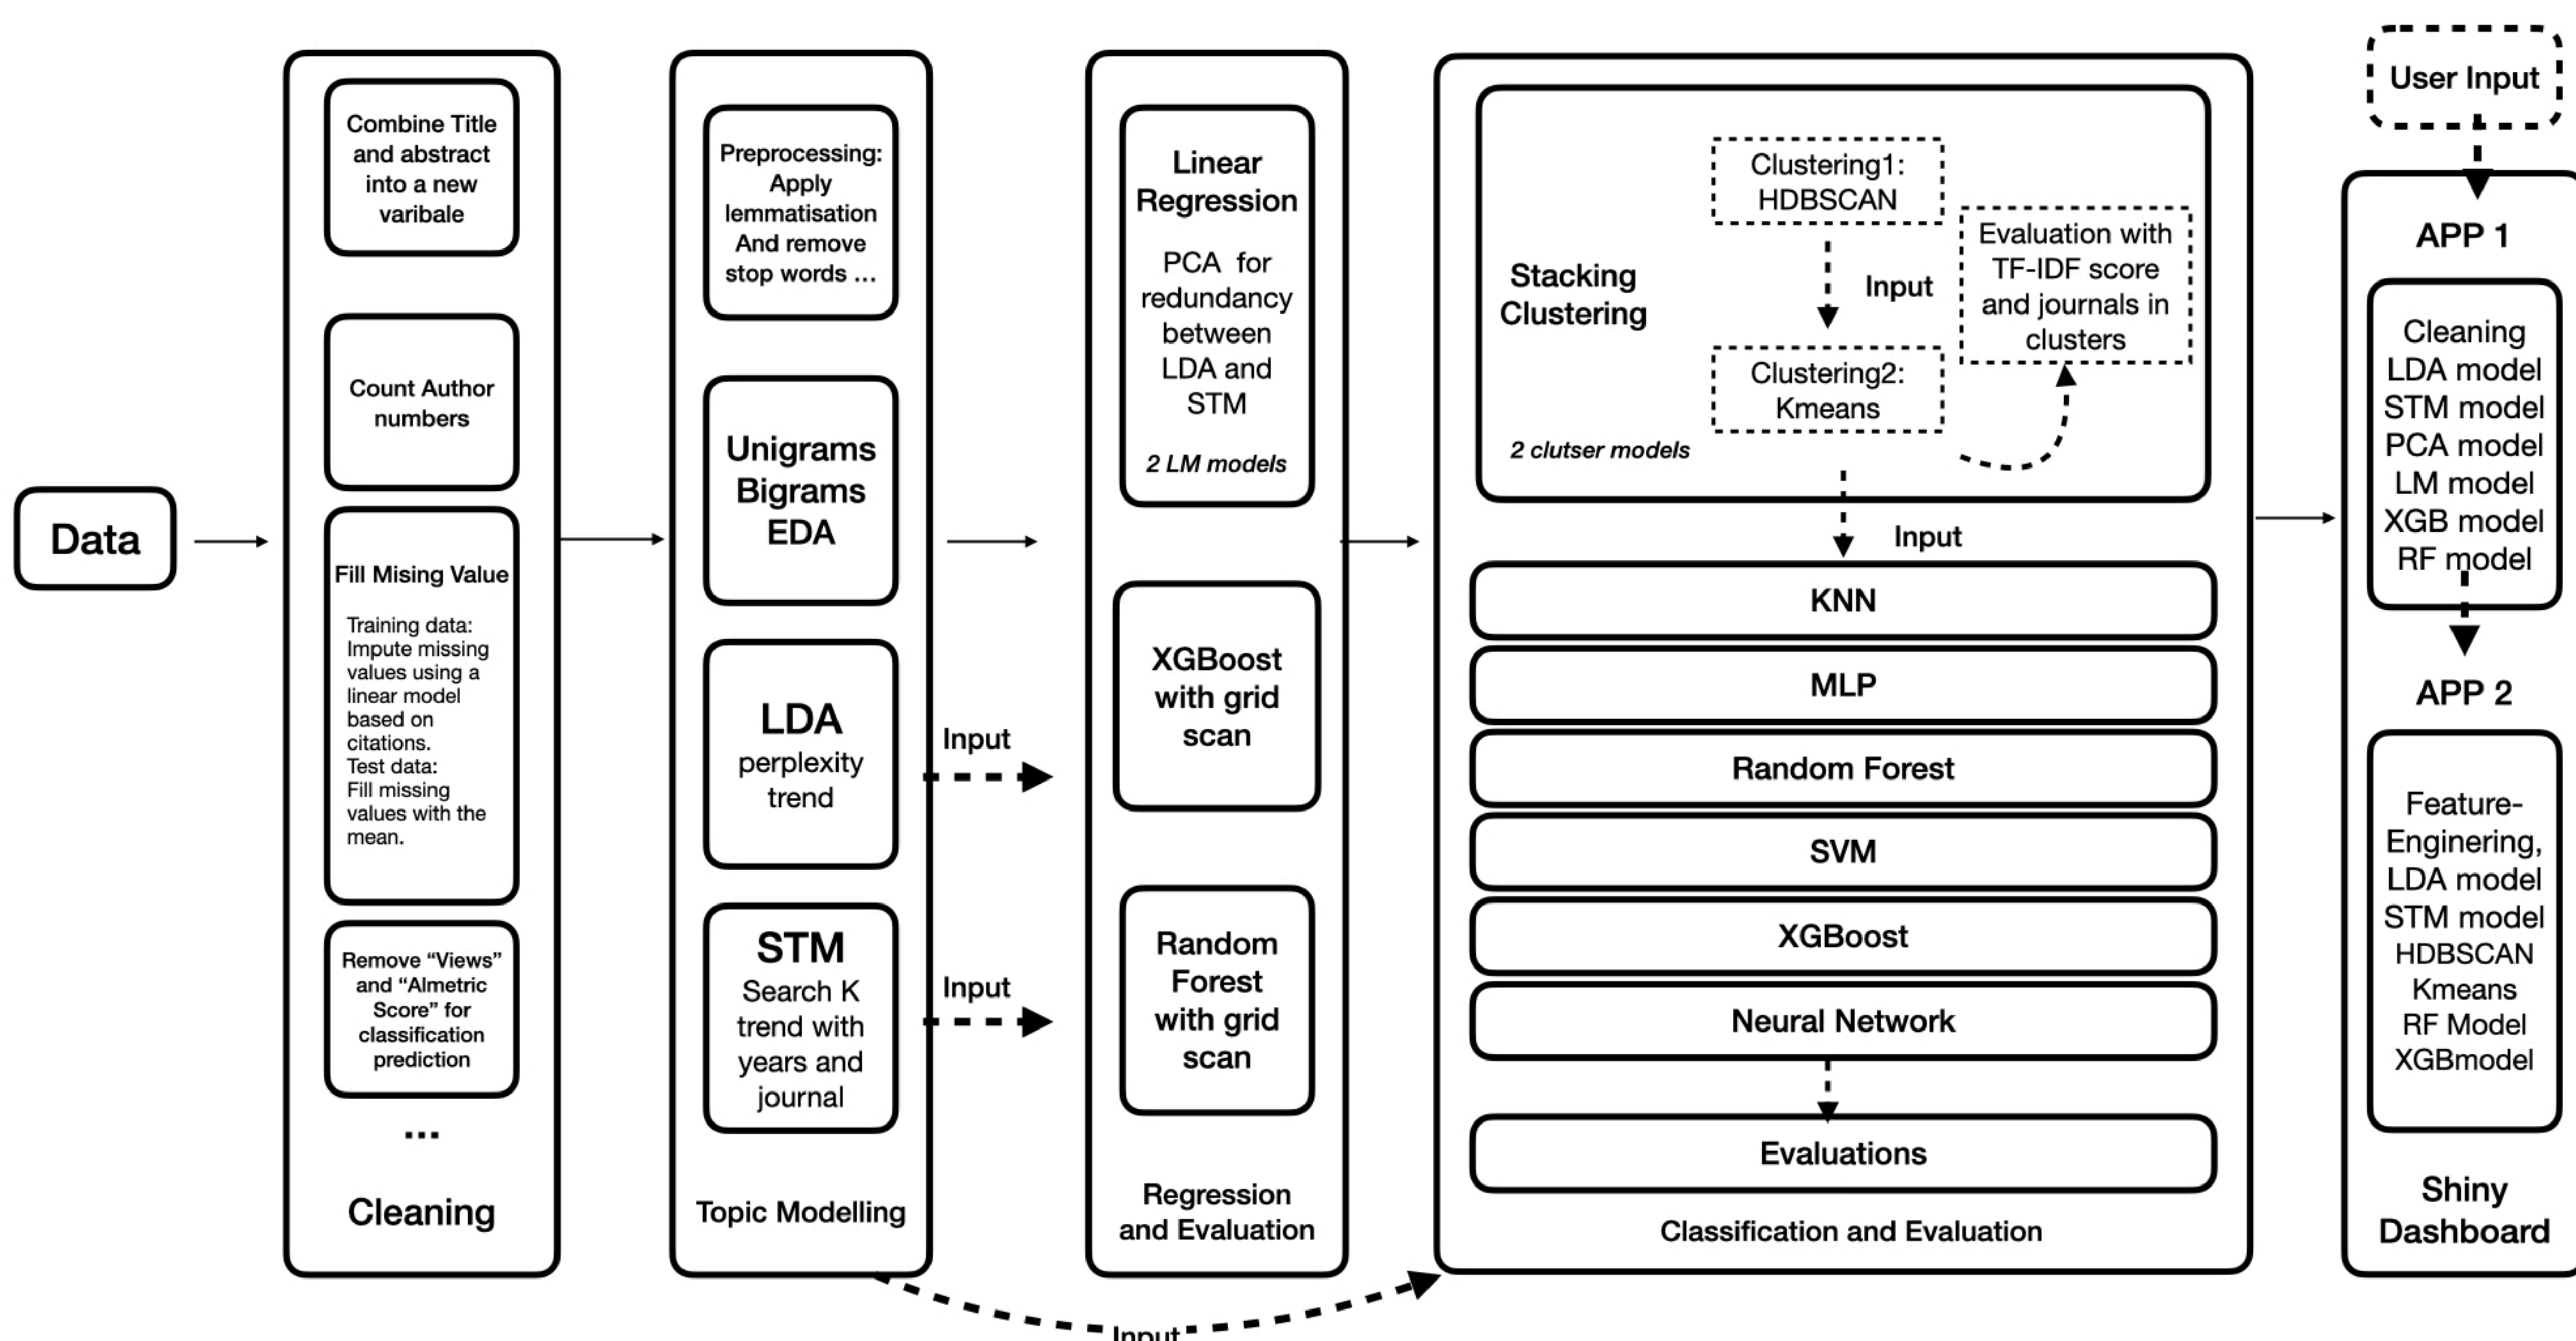 Data
Combine Title
and abstract
into a new
varibale
Count Author
numbers
Fill Mising Value
Training data:
Impute missing
values using a
linear model
based on
citations.
Test data:
Fill missing
values with the
mean.
Remove “Views”
and “Almetric
Score” for
classification
prediction
...
Cleaning
Preprocessing:
Apply
lemmatisation
And remove
stop words ...
Unigrams
Bigrams
EDA
LDA
perplexity
trend
STM
Search K
trend with
years and
journal
Topic Modelling
Input
Input
Input
Linear
Regression
PCA for
redundancy
between
LDA and
STM
2 LM models
XGBoost
with grid
scan
Random
Forest
with grid
scan
Regression
and Evaluation
Stacking
Clustering
2 clutser models
Clustering1:
HDBSCAN
Input
Clustering2:
Kmeans
Evaluation with
TF-IDF score
and journals in
clusters
Input
KNN
MLP
Random Forest
SVM
XGBoost
Neural Network
Evaluations
Classification and Evaluation
User Input
APP 1
Cleaning
LDA model
STM model
PCA model
LM model
XGB model
RF model
APP 2
Feature-
Enginering,
LDA model
STM model
HDBSCAN
Kmeans
RF Model
XGBmodel
Shiny
Dashboard